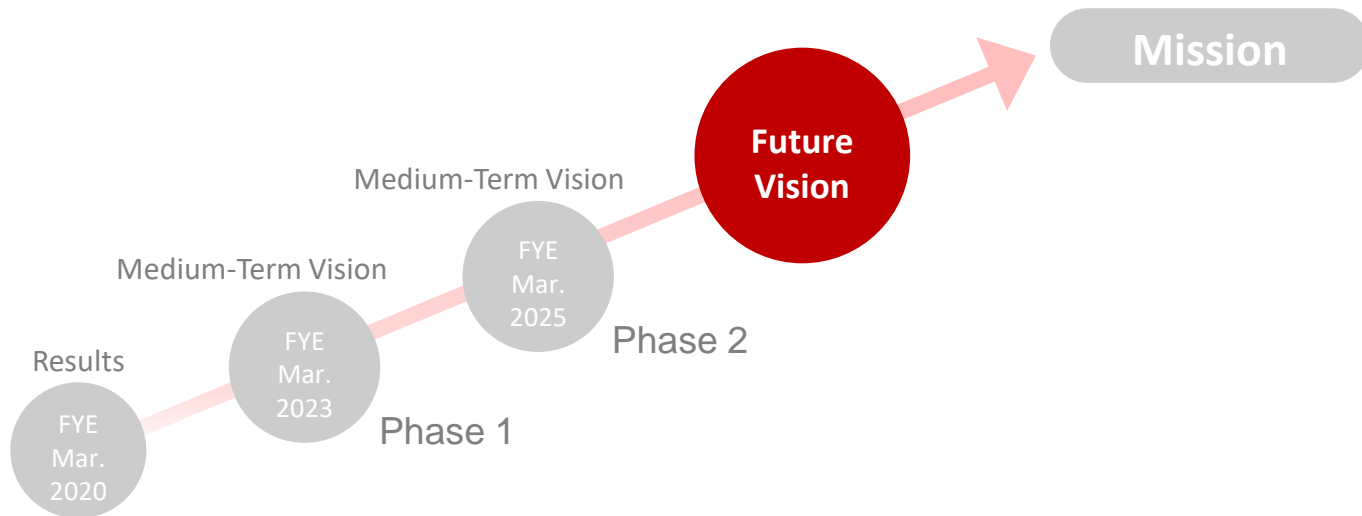 Mission
Future
Vision
Medium-Term Vision
FYE
Mar.
2025
Phase 2
Medium-Term Vision
FYE
Mar.
2023
Phase 1
Results
FYE
Mar.
2020